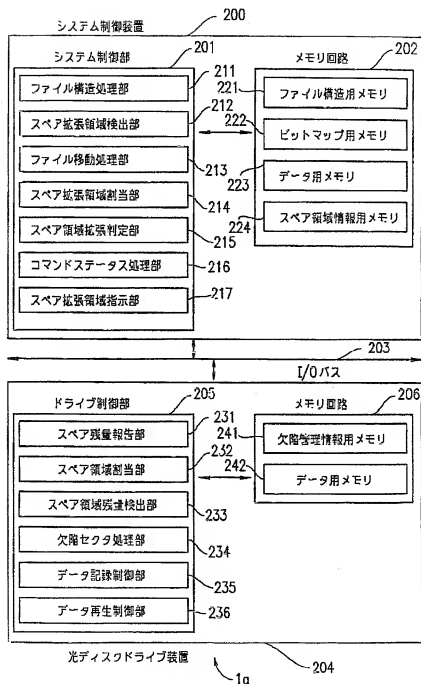 システム制御装置 200
システム制御部 201
メモリ回路 202
ファイル構造処理部 211
スペア拡張領域検出部 212
ファイル移動処理部 213
スペア拡張領域割当部 214
スペア領域拡張判定部 215
コマンドステータス処理部 216
スペア拡張領域指示部 217
221 ファイル構造用メモリ
222 ビットマップ用メモリ
223 データ用メモリ
224 スペア領域情報用メモリ
203
I/Oバス
ドライブ制御部 205
メモリ回路 206
スペア残量報告部 231
スペア領域割当部 232
スペア領域残量検出部 233
欠陥セクタ処理部 234
データ記録制御部 235
データ再生制御部 236
241 欠陥管理情報用メモリ
242 データ用メモリ
光ディスクドライブ装置 204
1a